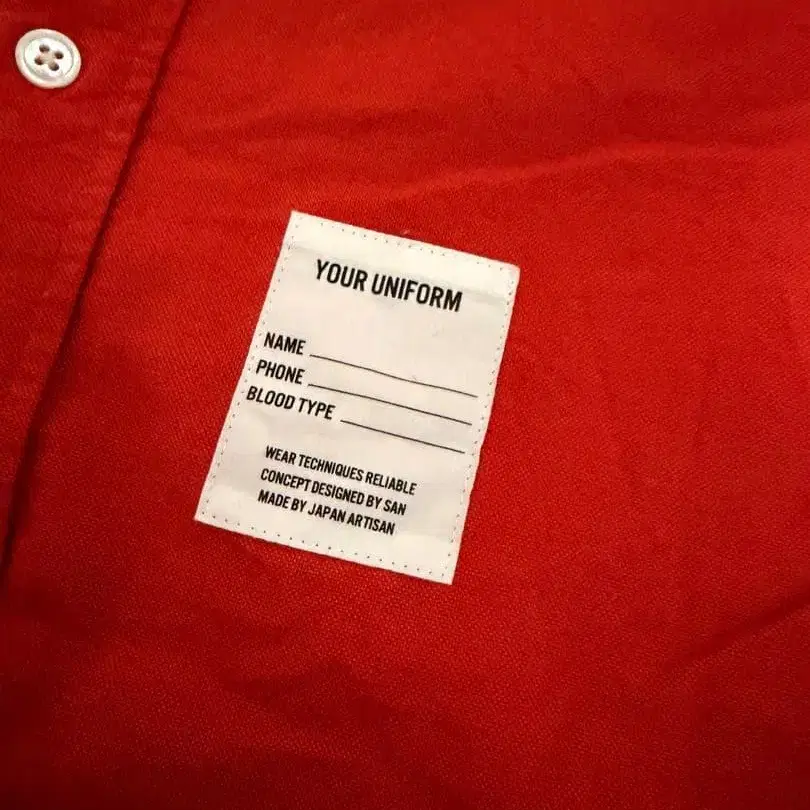 YOUR UNIFORM
NAME
PHONE
BLOOD TYPE
WEAR TECHNIQUES RELIABLE
CONCEPT DESIGNED BY SAN
MADE BY JAPAN ARTISAN